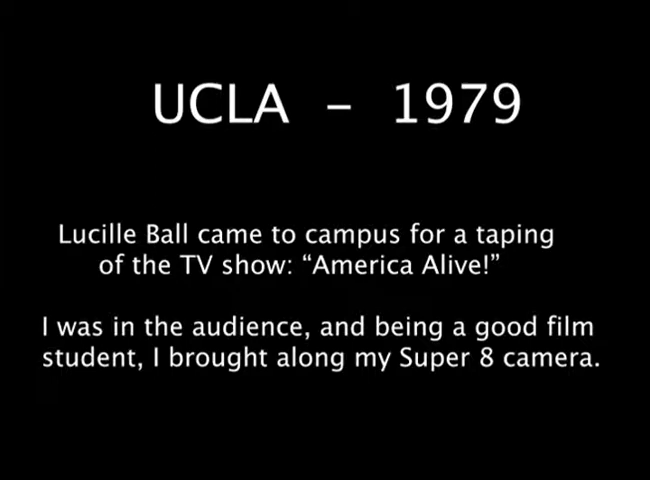 UCLA – 1979
Lucille Ball came to campus for a taping
of the TV show: “America Alive!”
I was in the audience, and being a good film
student, I brought along my Super 8 camera.